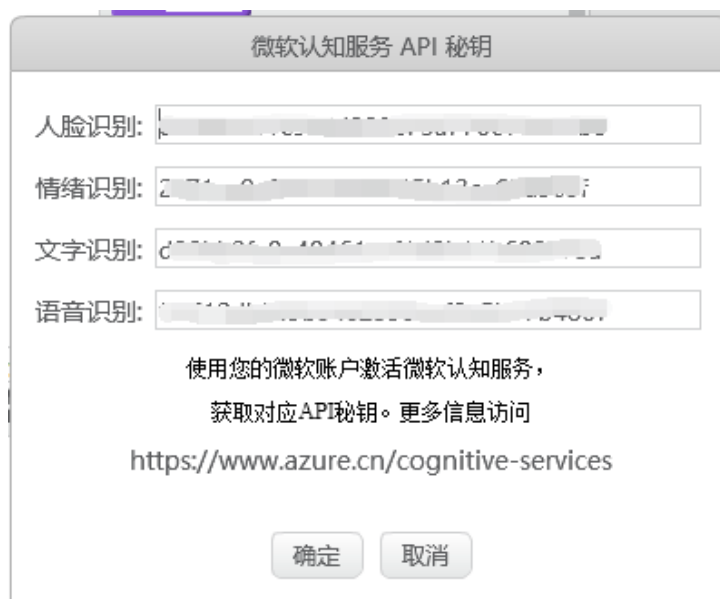 微软认知服务 API 秘钥
人脸识别:
情绪识别:
文字识别:
语音识别:
使用您的微软账户激活微软认知服务，
获取对应API秘钥。更多信息访问
https://www.azure.cn/cognitive-services
确定 取消